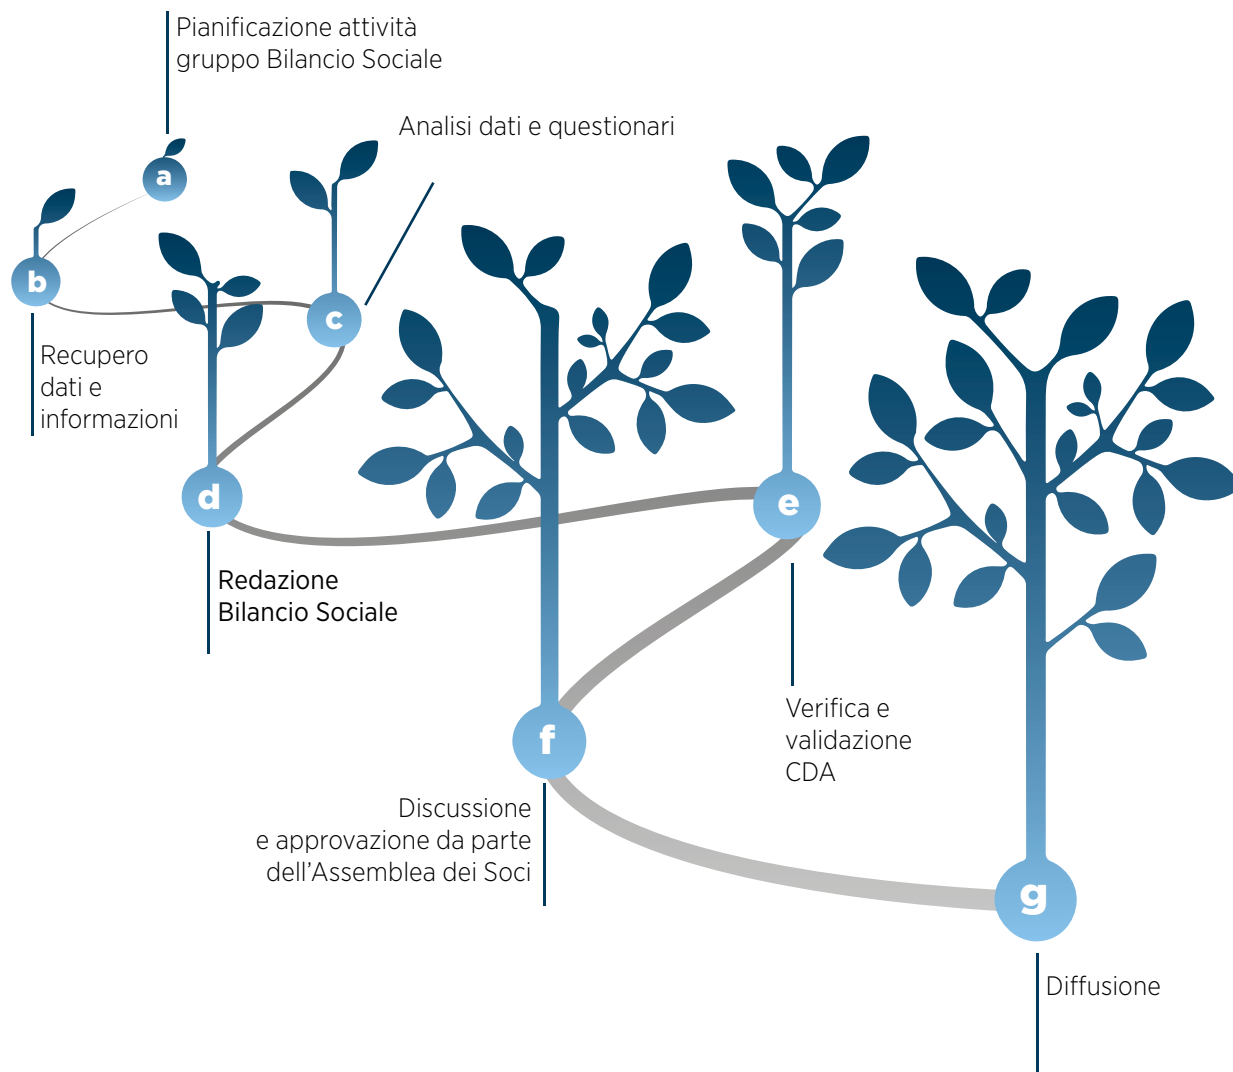 Pianificazione attività
gruppo Bilancio Sociale
a
Analisi dati e questionari
b
c
Recupero
dati e
informazioni
d
e
Redazione
Bilancio Sociale
Verifica e
validazione
CDA
f
Discussione
e approvazione da parte
dell'Assemblea dei Soci
g
Diffusione